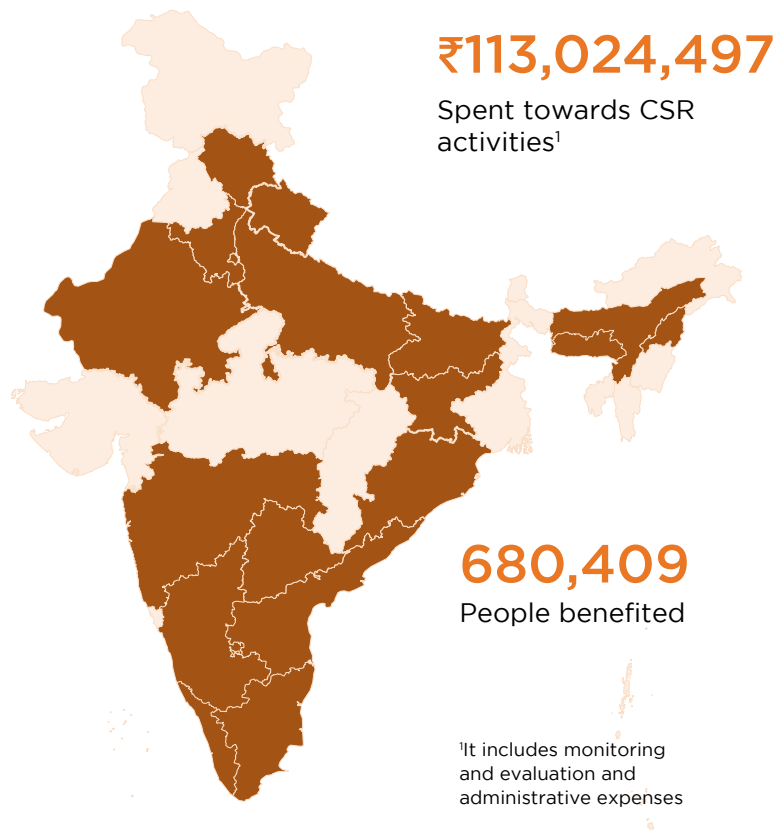 ₹113,024,497
Spent towards CSR
activities¹
680,409
People benefited
¹It includes monitoring
and evaluation and
administrative expenses